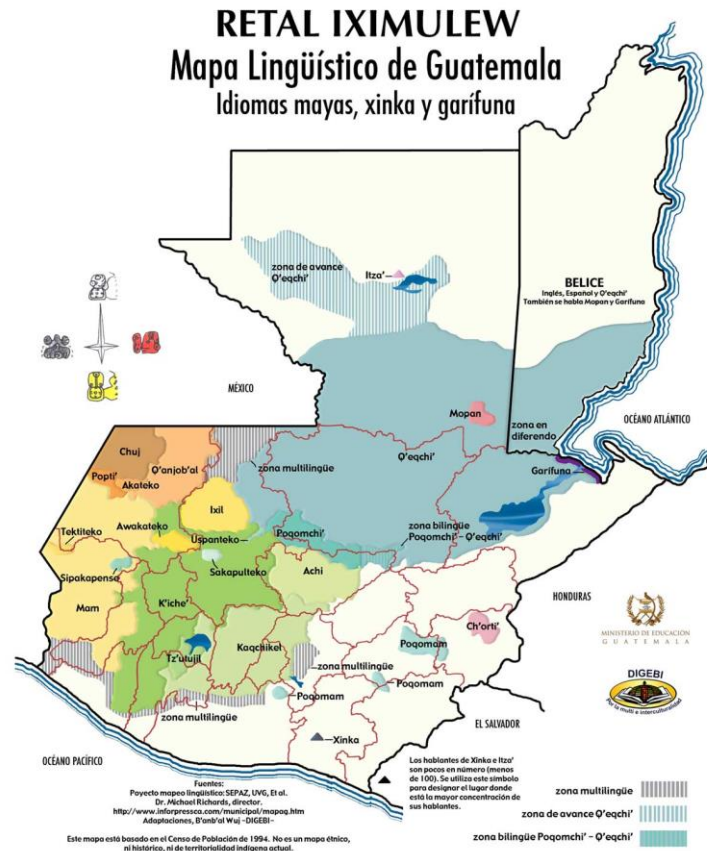 RETAL IXIMULEW
Mapa Lingüístico de Guatemala
Idiomas mayas, xinka y garífuna
zona de avance
Q'eqchi'
Itza'
BELICE
Inglés, Español y Q'eqchi'
También se habla Mopan y Garífuna
MÉXICO
Mopan
zona en
diferendo
OCÉANO ATLÁNTICO
Chuj
Q'anjob'al
Popti'
Akateko
zona multilingüe
Q'eqchi'
Garífuna
Ixil
Tektiteko
Awakateko
Uspanteko
Poqomchi'
zona bilingüe
Poqomchi' - Q'eqchi'
Sipakapense
Sakapulteko
Achi
HONDURAS
Mam
K'iche'
Ch'orti'
MINISTERIO DE EDUCACIÓN
GUATEMALA
Tz'utujil
Kaqchikel
Poqomam
zona multilingüe
Poqomam
Poqomam
DIGEBI
Por la multi e interculturalidad
zona multilingüe
Xinka
EL SALVADOR
OCÉANO PACÍFICO
Los hablantes de Xinka e Itza'
son pocos en número (menos
de 100). Se utiliza este símbolo
para designar el lugar donde
está la mayor concentración de
sus hablantes.
Fuentes:
Poyecto mapeo lingüístico: SEPAZ, UVG, Et al.
Dr. Michael Richards, director.
http://www.inforpressca.com/municipal/mapag.htm
Adaptaciones, B'anb'al Wuj -DIGEBI-
Este mapa está basado en el Censo de Población de 1994. No es un mapa étnico,
ni histórico, ni de territorialidad indígena actual.
zona multilingüe
zona de avance Q'eqchi'
zona bilingüe Poqomchi' - Q'eqchi'